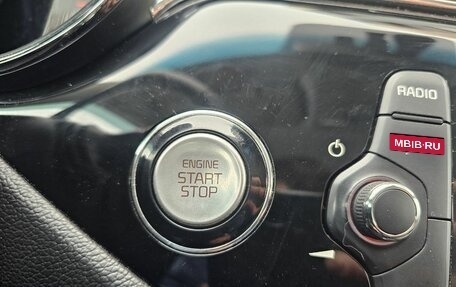 RADIO
MBIB.RU
ENGINE
START
STOP